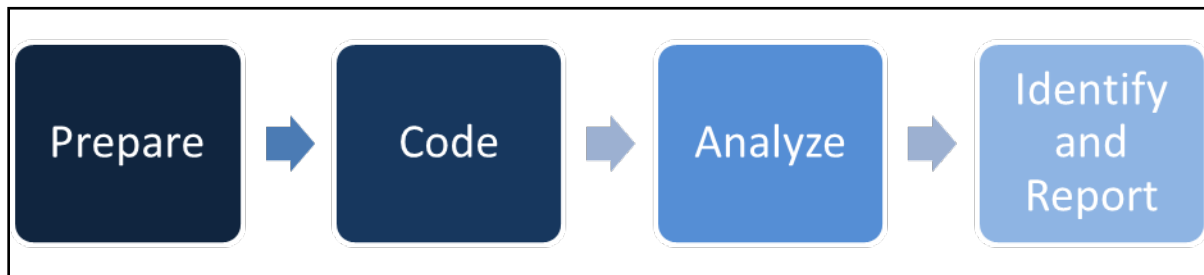 Prepare
Code
Analyze
Identify
and
Report